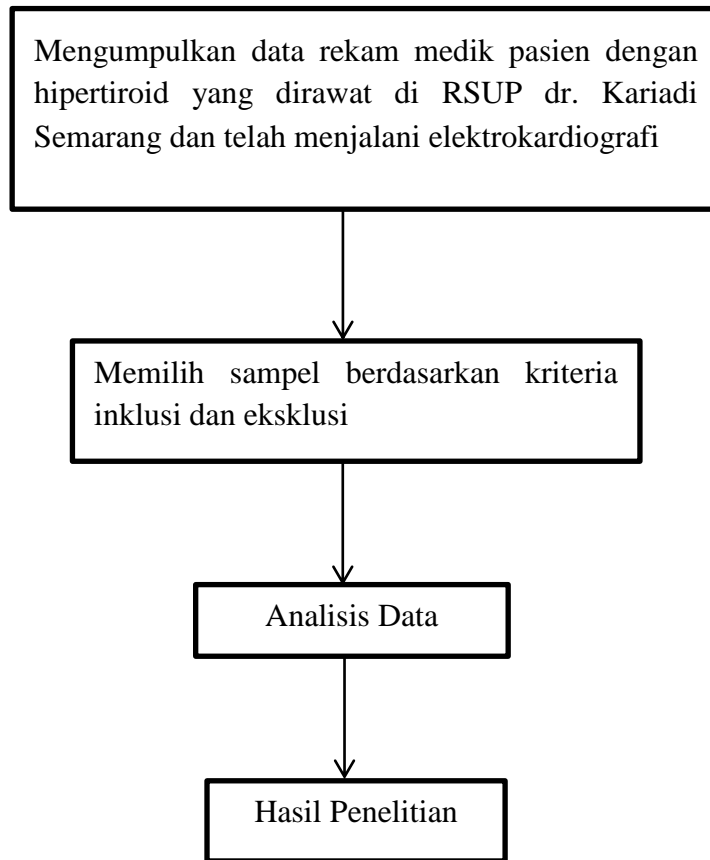 Mengumpulkan data rekam medik pasien dengan
hipertiroid yang dirawat di RSUP dr. Kariadi
Semarang dan telah menjalani elektrokardiografi
Memilih sampel berdasarkan kriteria
inklusi dan eksklusi
Analisis Data
Hasil Penelitian